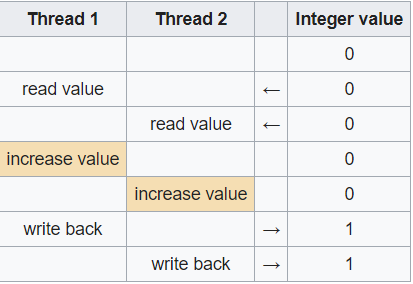 Thread 1 Thread 2 Integer value
0
read value ← 0
read value ← 0
increase value 0
increase value 0
write back → 1
write back → 1